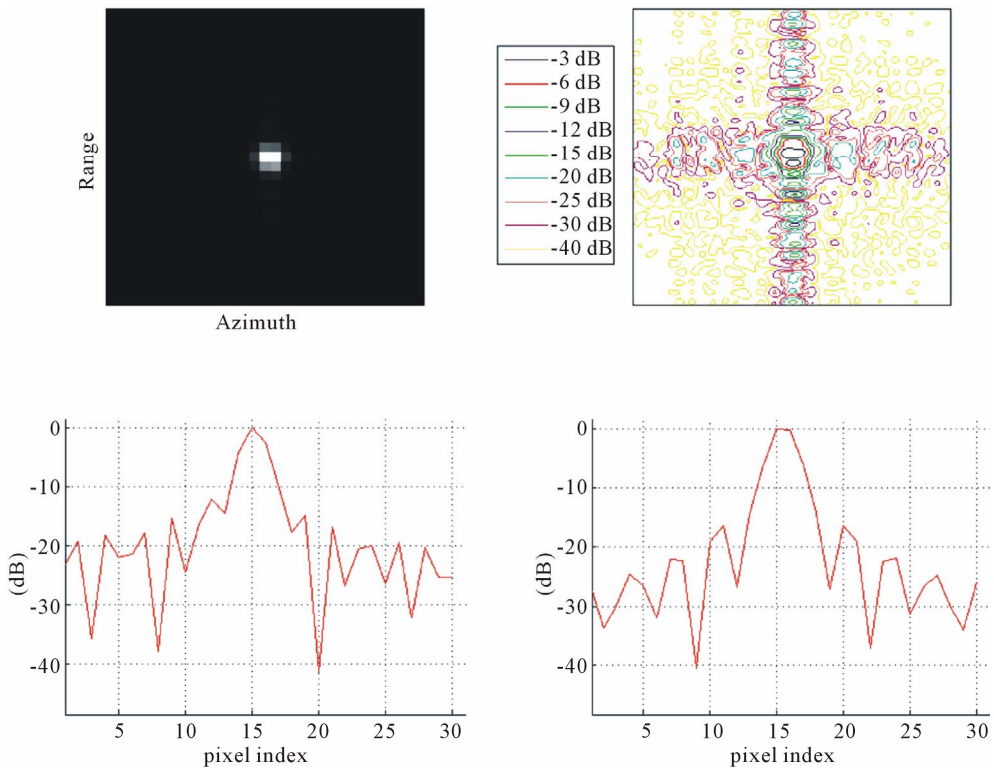 Range
Azimuth
-3 dB
-6 dB
-9 dB
-12 dB
-15 dB
-20 dB
-25 dB
-30 dB
-40 dB
0
-10
-20
-30
-40
(dB)
5 10 15 20 25 30
pixel index
0
-10
-20
-30
-40
(dB)
5 10 15 20 25 30
pixel index